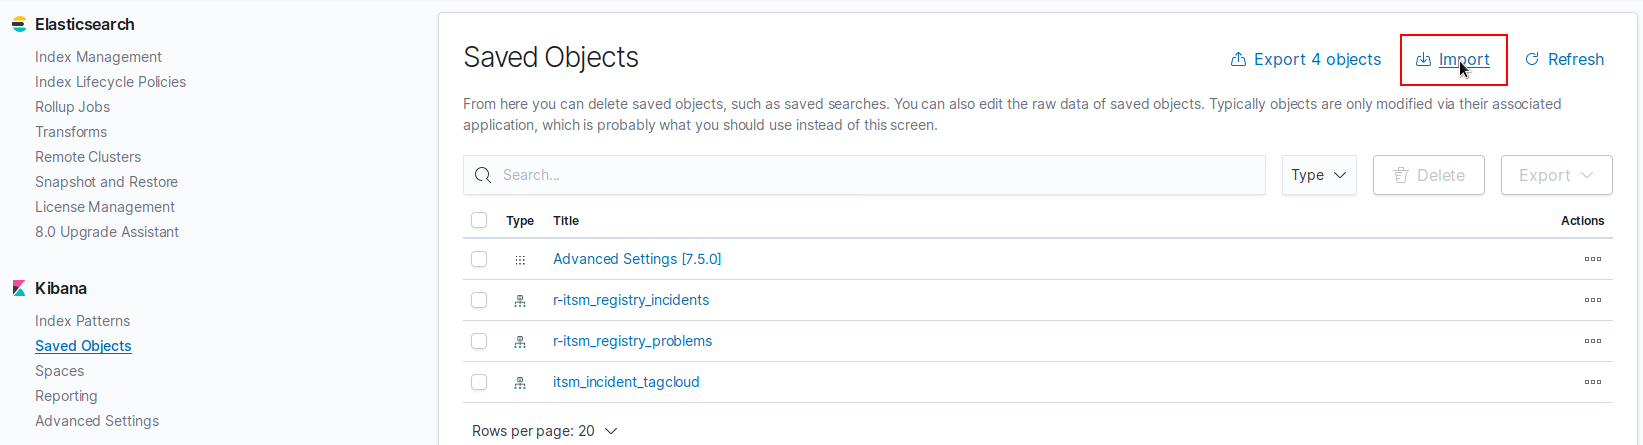 Elasticsearch
Index Management
Index Lifecycle Policies
Rollup Jobs
Transforms
Remote Clusters
Snapshot and Restore
License Management
8.0 Upgrade Assistant
Kibana
Index Patterns
Saved Objects
Spaces
Reporting
Advanced Settings
Saved Objects
Export 4 objects
Import
Refresh
From here you can delete saved objects, such as saved searches. You can also edit the raw data of saved objects. Typically objects are only modified via their associated
application, which is probably what you should use instead of this screen.
Search...
Type
Delete
Export
Type Title Actions
Advanced Settings [7.5.0]
r-itsm_registry_incidents
r-itsm_registry_problems
itsm_incident_tagcloud
Rows per page: 20